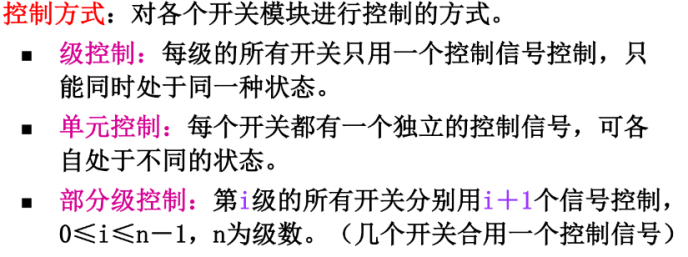 控制方式：对各个开关模块进行控制的方式。
■ 级控制：每级的所有开关只用一个控制信号控制，只
能同时处于同一种状态。
■ 单元控制：每个开关都有一个独立的控制信号，可各
自处于不同的状态。
■ 部分级控制：第i级的所有开关分别用i＋1个信号控制，
0≤i≤n－1，n为级数。（几个开关合用一个控制信号）